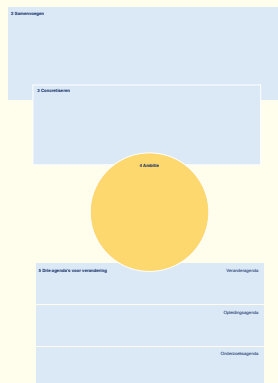 2 Samenvoegen
3 Concretiseren
4 Ambitie
5 Drie agenda's voor verandering
Veranderagenda
Opleidingsagenda
Onderzoeksagenda